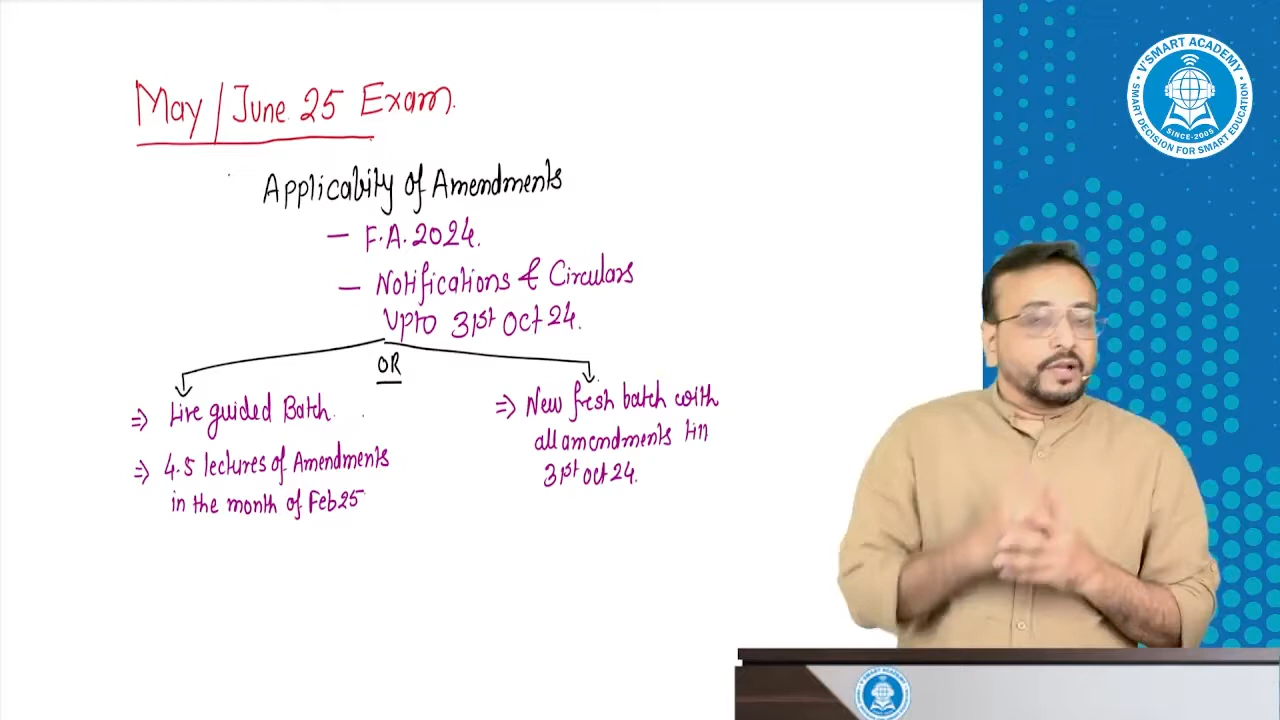 May / June 25 Exam.
Applicabity of Amendments
— F.A. 2024.
— Notifications & Circulars
Upto 31st Oct 24.
OR
⇒ Live guided Batch.
⇒ 4.5 lectures of Amendments
in the month of Feb 25
⇒ New fresh batch with
all amendments tin
31st Oct 24.
V'SMART ACADEMY
SMART DECISION FOR SMART EDUCATION
SINCE-2005